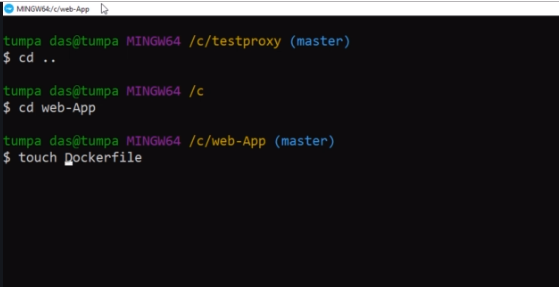 MINGW64:/c/web-App
tumpa das@tumpa MINGW64 /c/testproxy (master)
$ cd ..
tumpa das@tumpa MINGW64 /c
$ cd web-App
tumpa das@tumpa MINGW64 /c/web-App (master)
$ touch Dockerfile